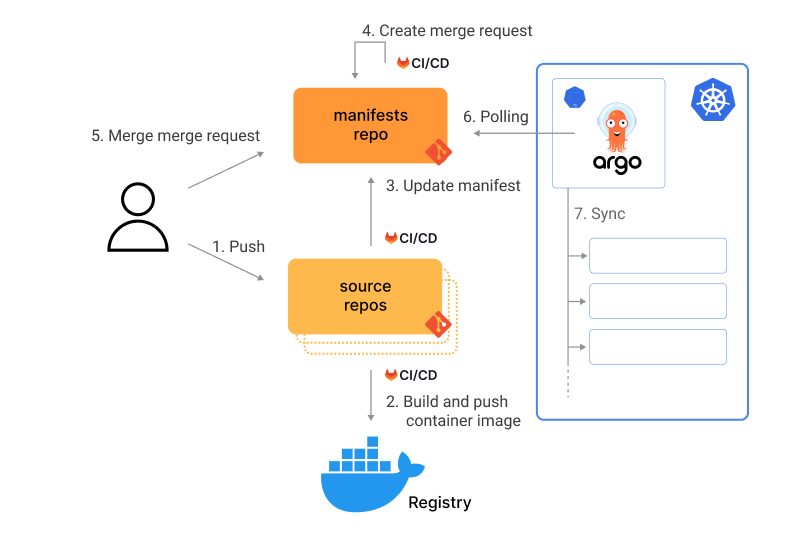 4. Create merge request
CI/CD
manifests
repo
6. Polling
5. Merge merge request
argo
3. Update manifest
7. Sync
1. Push
CI/CD
source
repos
CI/CD
2. Build and push
container image
Registry